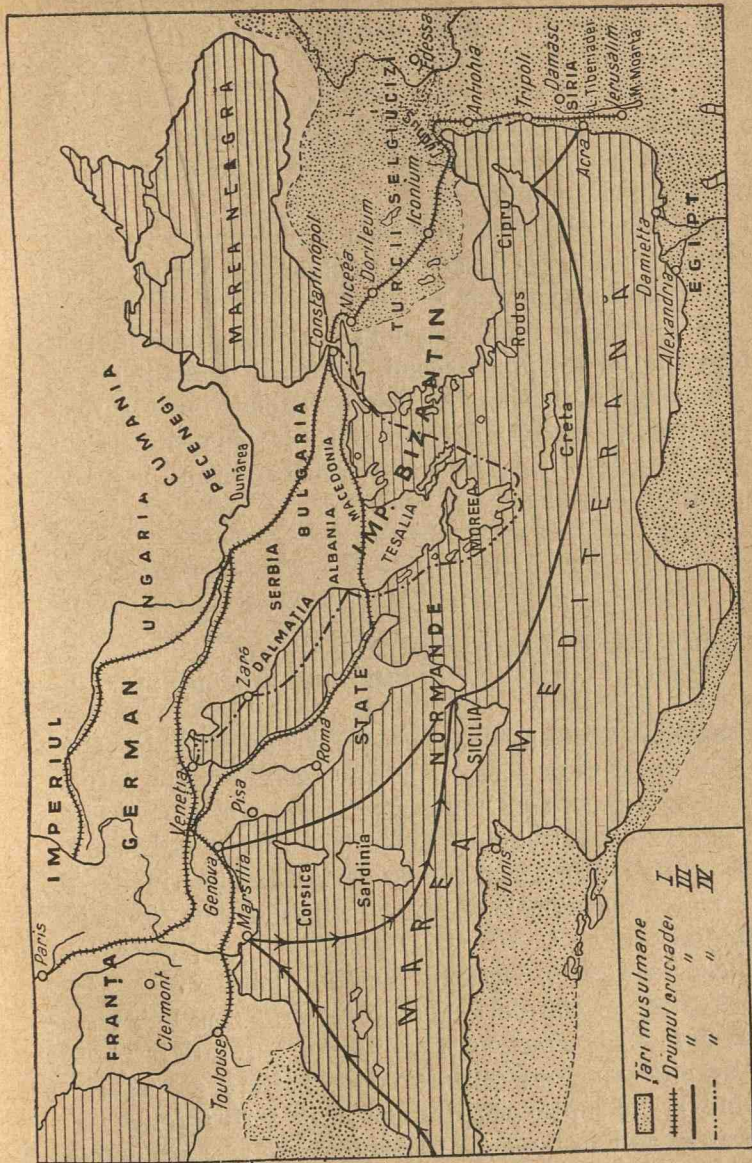 IMPERIUL
GERMAN
Paris
FRANȚA
Clermont
Toulouse
Marsilia
Genova
Pisa
Veneția
Roma
Corsica
Sardinia
STATE
NORMANDE
SICILIA
Tunis
UNGARIA
CUMANIA
PECENEGI
Dunărea
Zara
DALMAȚIA
SERBIA
BULGARIA
ALBANIA
MACEDONIA
IMP. BIZANTIN
TESALIA
MOREEA
Creta
Rodos
MAREA NEAGRA
Constantinopol
Niceea
Dorileum
Iconium
TURCII SELGIUCIZI
Edessa
Antiohia
Tripoli
Damasc
SIRIA
L. Tiberiadei
Ierusalim
M. Moartă
Acra
Cipru
Damietta
Alexandria
EGIPT
MAREA MEDITERANĂ
Țări musulmane
Drumul cruciadei I
" " III
" " IV